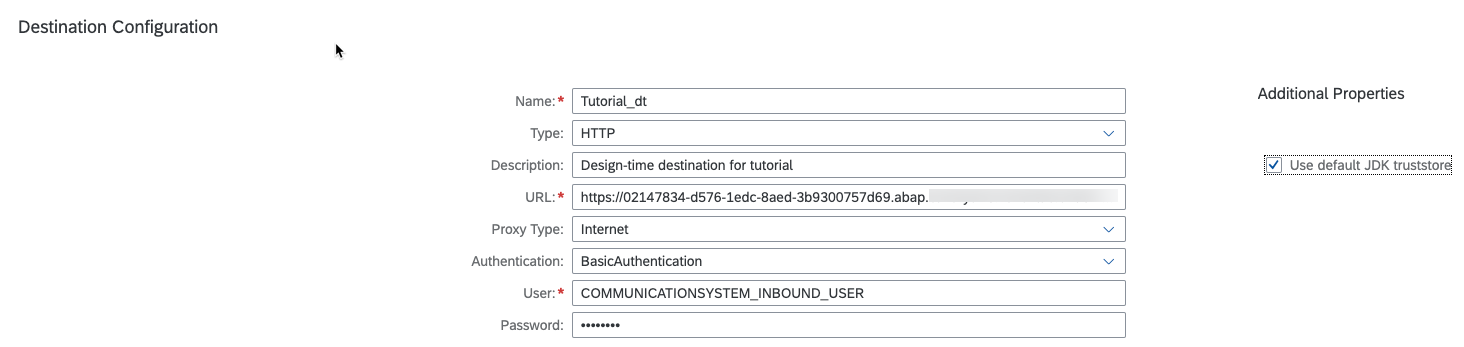 Destination Configuration
Name:* Tutorial_dt
Additional Properties
Type: HTTP
Description: Design-time destination for tutorial
Use default JDK truststore
URL:* https://02147834-d576-1edc-8aed-3b9300757d69.abap.
Proxy Type: Internet
Authentication: BasicAuthentication
User:* COMMUNICATIONSYSTEM_INBOUND_USER
Password: ••••••••